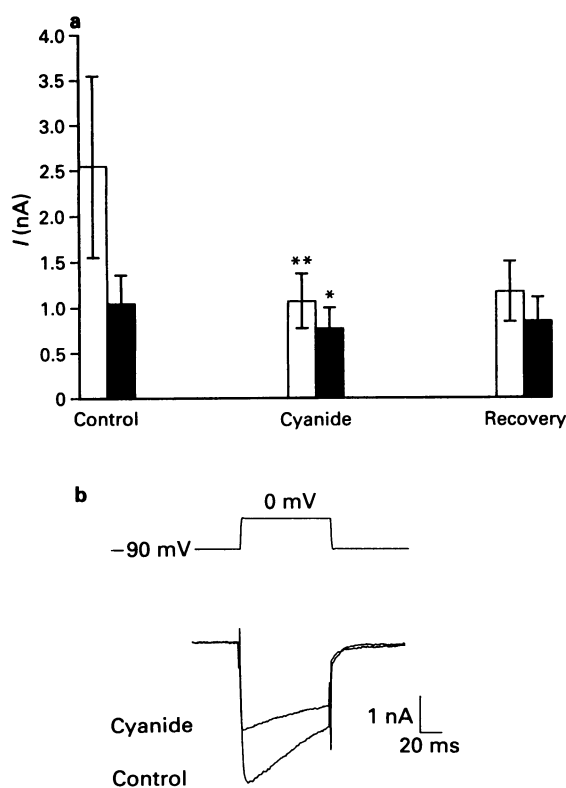 a
4.0
3.5
3.0
2.5
2.0
1.5
1.0
0.5
0
I (nA)
**
*
Control
Cyanide
Recovery
b
0 mV
−90 mV
Cyanide
1 nA
20 ms
Control